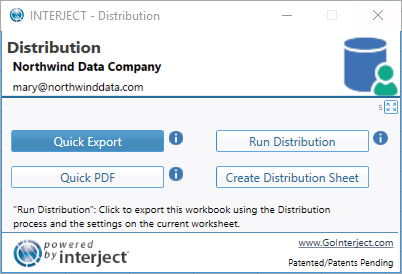 INTERJECT - Distribution
Distribution
Northwind Data Company
mary@northwinddata.com
s
Quick Export
Run Distribution
Quick PDF
Create Distribution Sheet
"Run Distribution": Click to export this workbook using the Distribution
process and the settings on the current worksheet.
powered
by interject™
www.GoInterject.com
Patented/Patents Pending